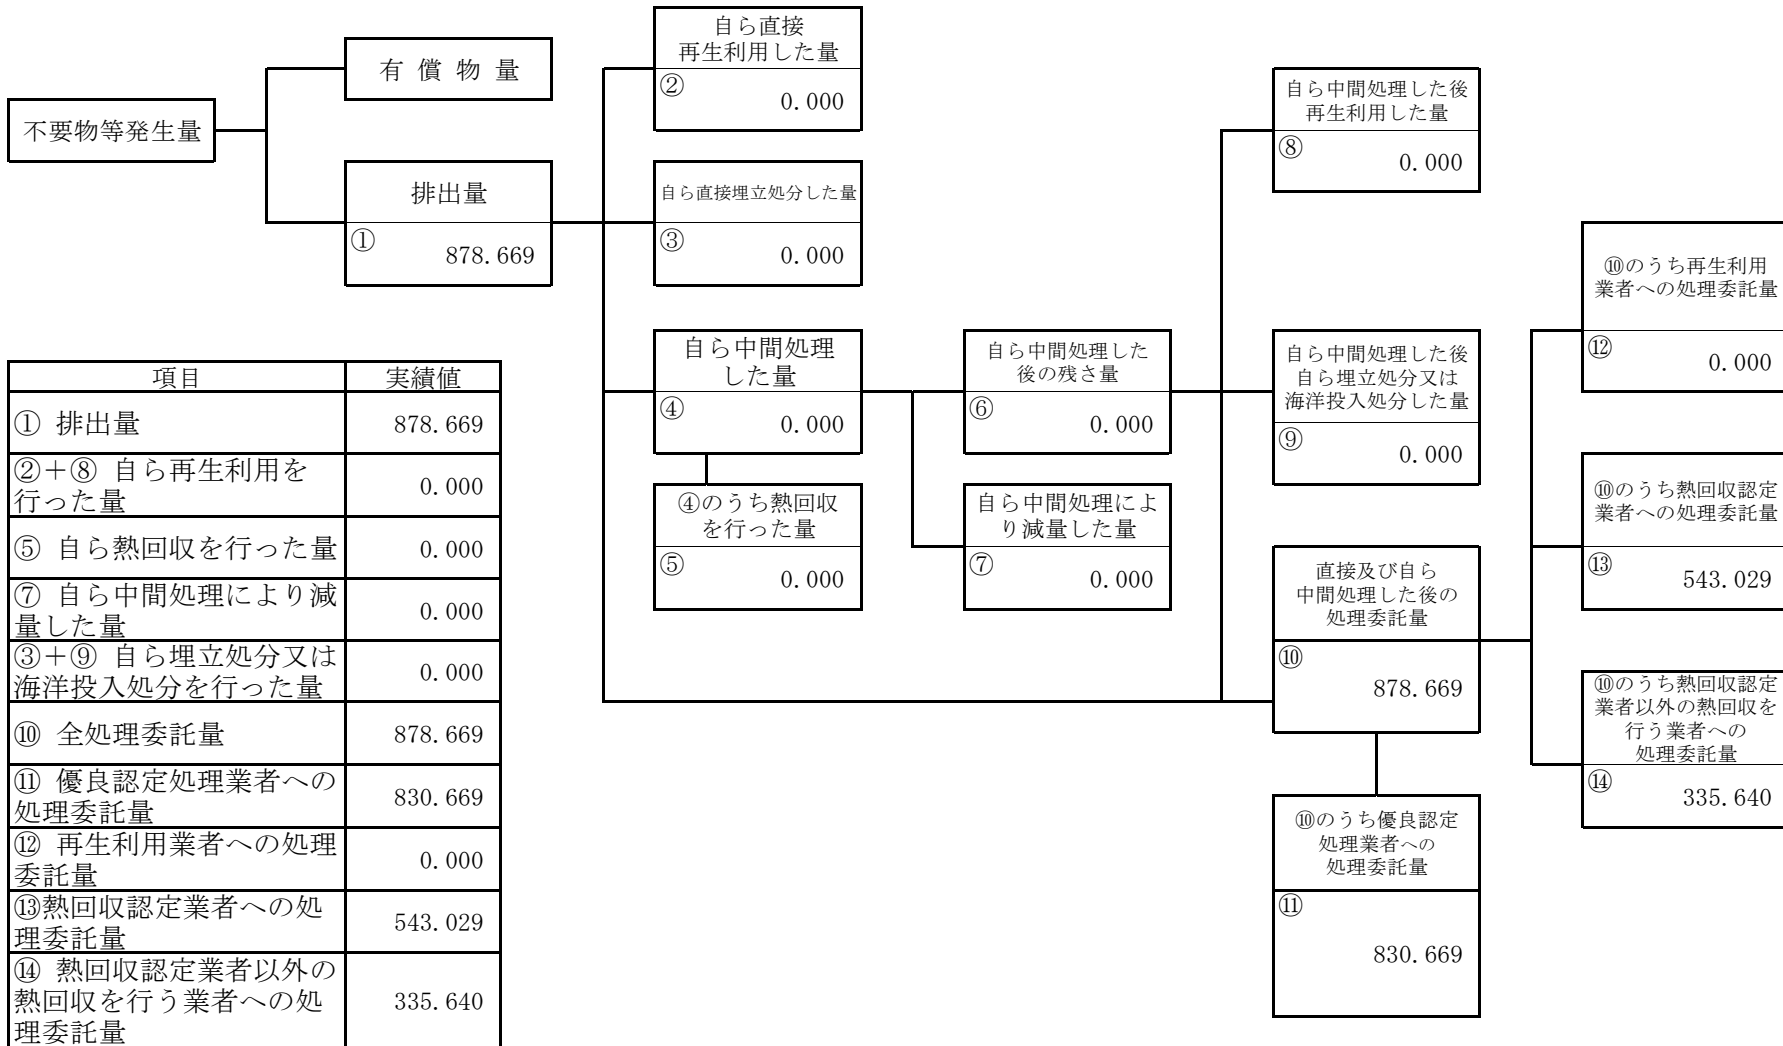 不要物等発生量
有 償 物 量
排出量
①
878.669
自ら直接
再生利用した量
②
0.000
自ら直接埋立処分した量
③
0.000
自ら中間処理
した量
④
0.000
④のうち熱回収
を行った量
⑤
0.000
自ら中間処理した
後の残さ量
⑥
0.000
自ら中間処理によ
り減量した量
⑦
0.000
自ら中間処理した後
再生利用した量
⑧
0.000
自ら中間処理した後
自ら埋立処分又は
海洋投入処分した量
⑨
0.000
直接及び自ら
中間処理した後の
処理委託量
⑩
878.669
⑩のうち優良認定
処理業者への
処理委託量
⑪
830.669
⑩のうち再生利用
業者への処理委託量
⑫
0.000
⑩のうち熱回収認定
業者への処理委託量
⑬
543.029
⑩のうち熱回収認定
業者以外の熱回収を
行う業者への
処理委託量
⑭
335.640
項目 実績値
① 排出量 878.669
②＋⑧ 自ら再生利用を
行った量 0.000
⑤ 自ら熱回収を行った量 0.000
⑦ 自ら中間処理により減
量した量 0.000
③＋⑨ 自ら埋立処分又は
海洋投入処分を行った量 0.000
⑩ 全処理委託量 878.669
⑪ 優良認定処理業者への
処理委託量 830.669
⑫ 再生利用業者への処理
委託量 0.000
⑬熱回収認定業者への処
理委託量 543.029
⑭ 熱回収認定業者以外の
熱回収を行う業者への処
理委託量 335.640